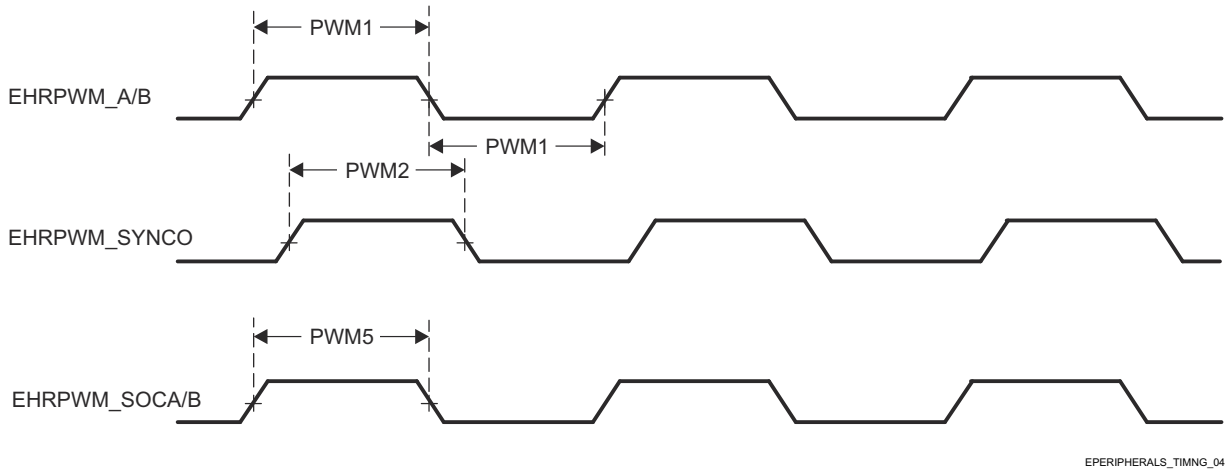 PWM1
EHRPWM_A/B
PWM1
PWM2
EHRPWM_SYNCO
PWM5
EHRPWM_SOCA/B
EPERIPHERALS_TIMNG_04